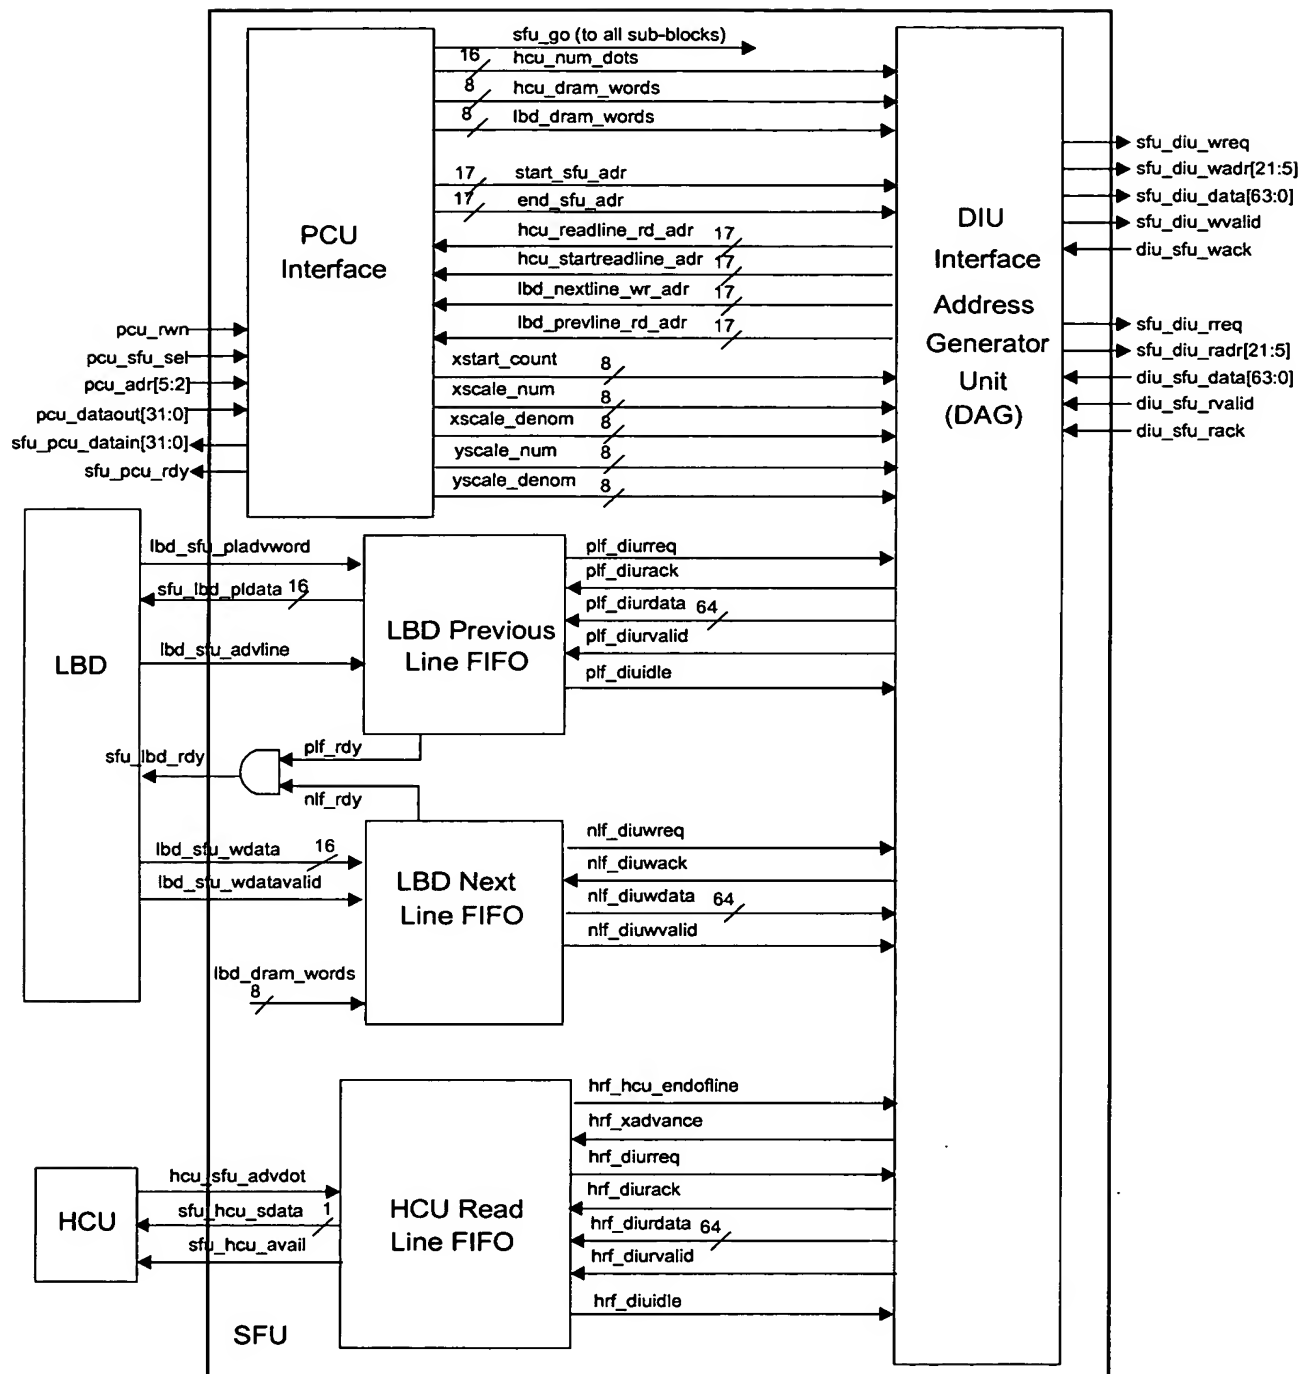 sfu_go (to all sub-blocks)
16 hcu_num_dots
8 hcu_dram_words
8 lbd_dram_words
17 start_sfu_adr
17 end_sfu_adr
hcu_readline_rd_adr 17
hcu_startreadline_adr 17
lbd_nextline_wr_adr 17
lbd_prevline_rd_adr 17
xstart_count 8
xscale_num 8
xscale_denom 8
yscale_num 8
yscale_denom 8
PCU
Interface
DIU
Interface
Address
Generator
Unit
(DAG)
sfu_diu_wreq
sfu_diu_wadr[21:5]
sfu_diu_data[63:0]
sfu_diu_wvalid
diu_sfu_wack
sfu_diu_rreq
sfu_diu_radr[21:5]
diu_sfu_data[63:0]
diu_sfu_rvalid
diu_sfu_rack
pcu_rwn
pcu_sfu_sel
pcu_adr[5:2]
pcu_dataout[31:0]
sfu_pcu_datain[31:0]
sfu_pcu_rdy
LBD
lbd_sfu_pladvword
sfu_lbd_pldata 16
lbd_sfu_advline
LBD Previous
Line FIFO
plf_diurreq
plf_diurack
plf_diurdata 64
plf_diurvalid
plf_diuidle
sfu_lbd_rdy
plf_rdy
nlf_rdy
lbd_sfu_wdata 16
lbd_sfu_wdatavalid
lbd_dram_words
8
LBD Next
Line FIFO
nlf_diuwreq
nlf_diuwack
nlf_diuwdata 64
nlf_diuwvalid
HCU
hcu_sfu_advdot
sfu_hcu_sdata 1
sfu_hcu_avail
HCU Read
Line FIFO
hrf_hcu_endofline
hrf_xadvance
hrf_diurreq
hrf_diurack
hrf_diurdata 64
hrf_diurvalid
hrf_diuidle
SFU